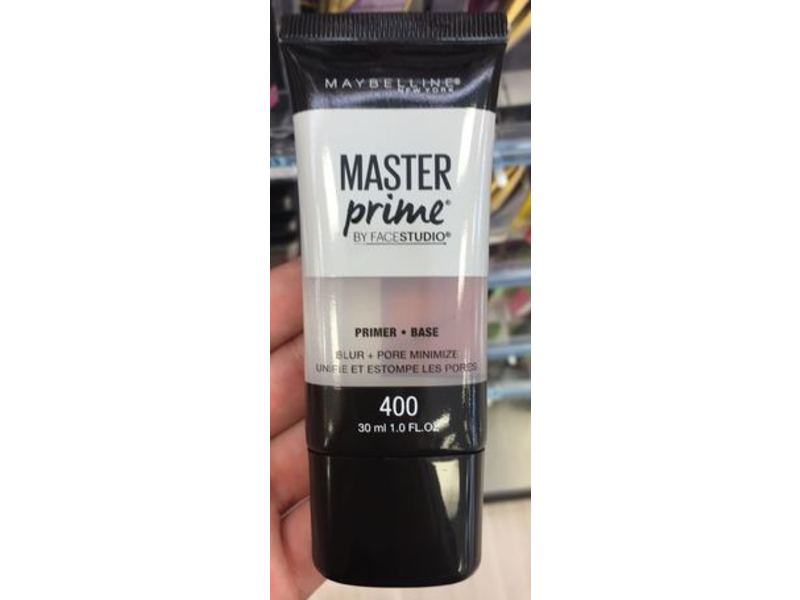 MAYBELLINE®
NEW YORK
MASTER
prime®
BY FACESTUDIO®
PRIMER • BASE
BLUR + PORE MINIMIZE
UNIFIE ET ESTOMPE LES PORES
400
30 ml 1.0 FL.OZ